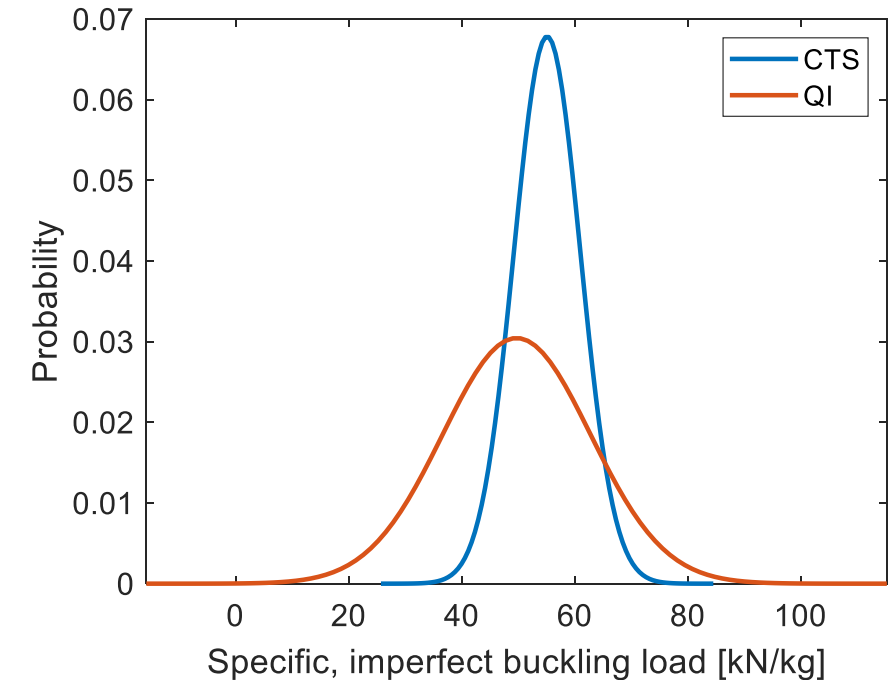 0.07
0.06
0.05
0.04
0.03
0.02
0.01
0
Probability
CTS
QI
0 20 40 60 80 100
Specific, imperfect buckling load [kN/kg]